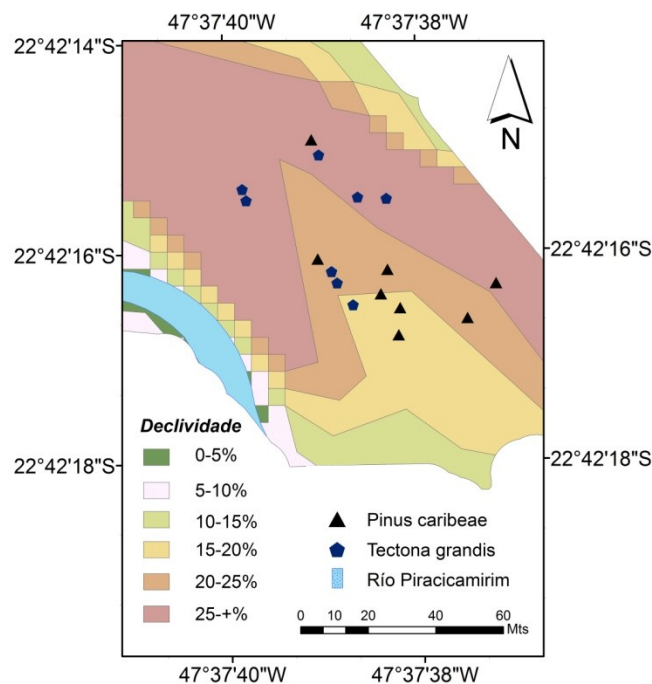 47°37'40"W 47°37'38"W
22°42'14"S
N
22°42'16"S 22°42'16"S
22°42'18"S 22°42'18"S
Declividade
0-5%
5-10%
10-15%
15-20%
20-25%
25-+%
Pinus caribeae
Tectona grandis
Río Piracicamirim
0 10 20 40 60
Mts
47°37'40"W 47°37'38"W